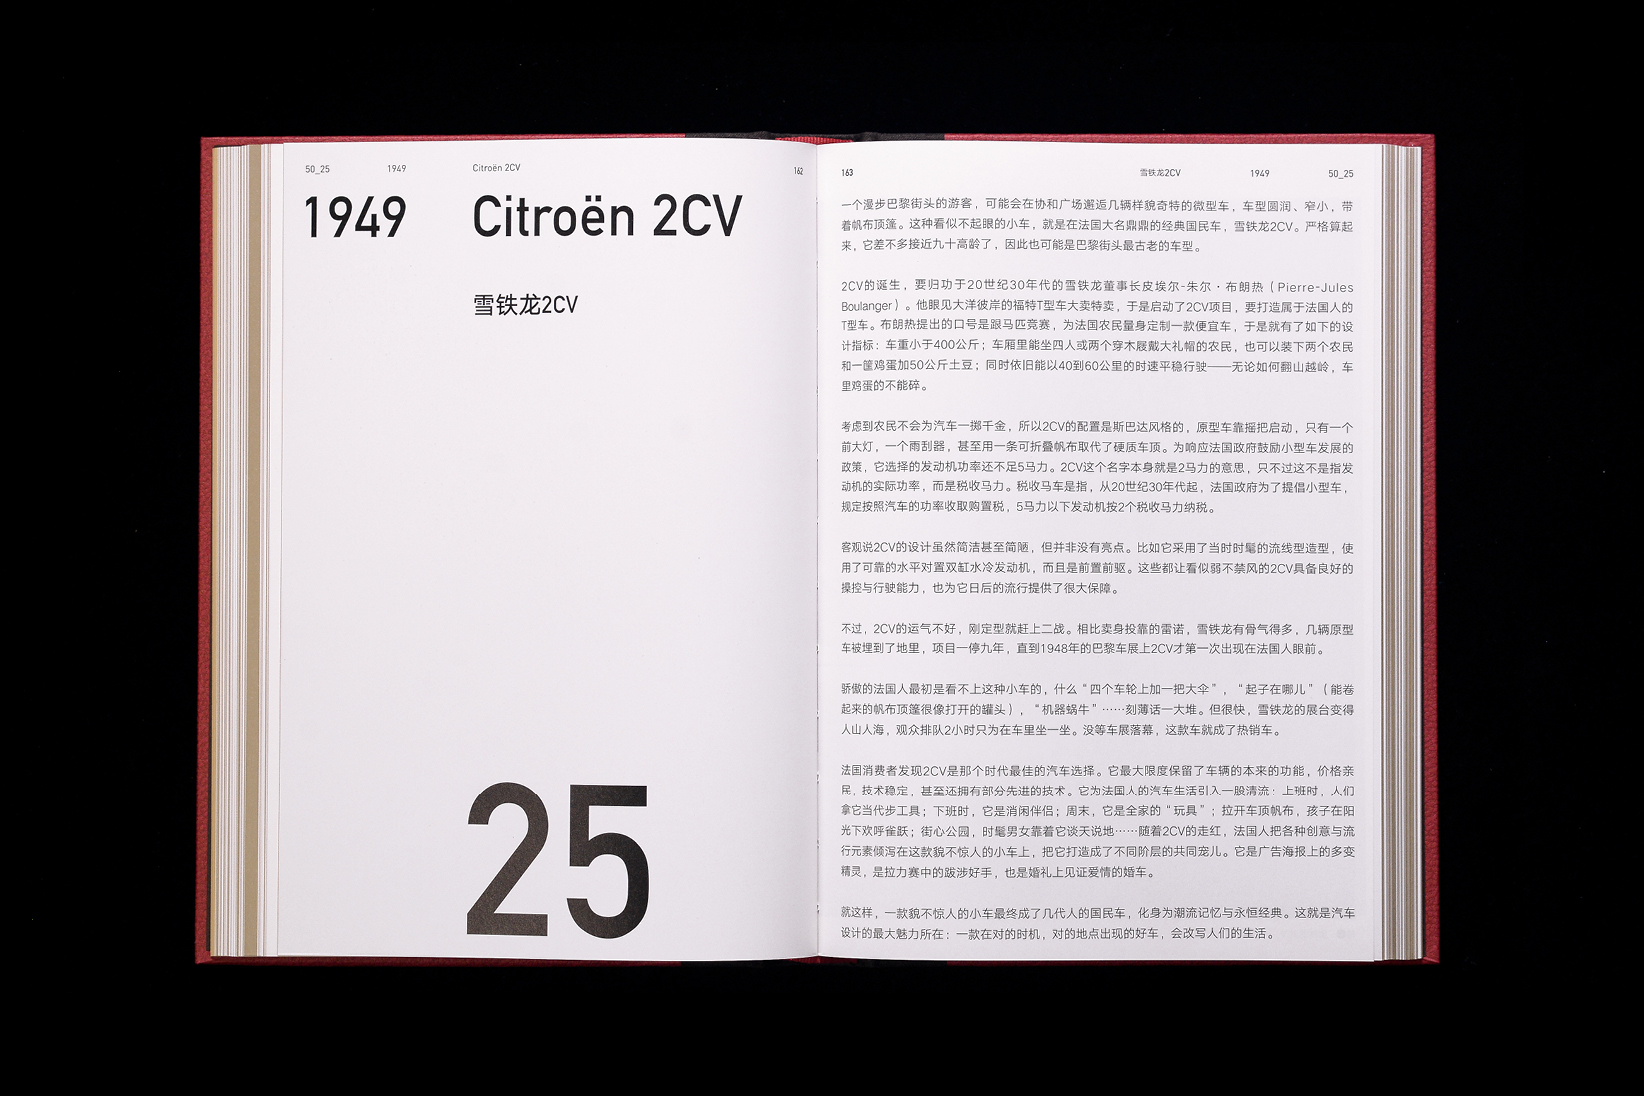 50_25 1949 Citroën 2CV 162
1949 Citroën 2CV
雪铁龙2CV
25
163 雪铁龙2CV 1949 50_25
一个漫步巴黎街头的游客，可能会在协和广场邂逅几辆样貌奇特的微型车，车型圆润、窄小，带
着帆布顶篷。这种看似不起眼的小车，就是在法国大名鼎鼎的经典国民车，雪铁龙2CV。严格算起
来，它差不多接近九十高龄了，因此也可能是巴黎街头最古老的车型。
2CV的诞生，要归功于20世纪30年代的雪铁龙董事长皮埃尔-朱尔·布朗热（Pierre-Jules
Boulanger）。他眼见大洋彼岸的福特T型车大卖特卖，于是启动了2CV项目，要打造属于法国人的
T型车。布朗热提出的口号是跟马匹竞赛，为法国农民量身定制一款便宜车，于是就有了如下的设
计指标：车重小于400公斤；车厢里能坐四人或两个穿木屐戴大礼帽的农民，也可以装下两个农民
和一筐鸡蛋加50公斤土豆；同时依旧能以40到60公里的时速平稳行驶——无论如何翻山越岭，车
里鸡蛋的不能碎。
考虑到农民不会为汽车一掷千金，所以2CV的配置是斯巴达风格的，原型车靠摇把启动，只有一个
前大灯，一个雨刮器，甚至用一条可折叠帆布取代了硬质车顶。为响应法国政府鼓励小型车发展的
政策，它选择的发动机功率还不足5马力。2CV这个名字本身就是2马力的意思，只不过这不是指发
动机的实际功率，而是税收马力。税收马车是指，从20世纪30年代起，法国政府为了提倡小型车，
规定按照汽车的功率收取购置税，5马力以下发动机按2个税收马力纳税。
客观说2CV的设计虽然简洁甚至简陋，但并非没有亮点。比如它采用了当时时髦的流线型造型，使
用了可靠的水平对置双缸水冷发动机，而且是前置前驱。这些都让看似弱不禁风的2CV具备良好的
操控与行驶能力，也为它日后的流行提供了很大保障。
不过，2CV的运气不好，刚定型就赶上二战。相比卖身投靠的雷诺，雪铁龙有骨气得多，几辆原型
车被埋到了地里，项目一停九年，直到1948年的巴黎车展上2CV才第一次出现在法国人眼前。
骄傲的法国人最初是看不上这种小车的，什么“四个车轮上加一把大伞”，“起子在哪儿”（能卷
起来的帆布顶篷很像打开的罐头），“机器蜗牛”……刻薄话一大堆。但很快，雪铁龙的展台变得
人山人海，观众排队2小时只为在车里坐一坐。没等车展落幕，这款车就成了热销车。
法国消费者发现2CV是那个时代最佳的汽车选择。它最大限度保留了车辆的本来的功能，价格亲
民，技术稳定，甚至还拥有部分先进的技术。它为法国人的汽车生活引入一股清流：上班时，人们
拿它当代步工具；下班时，它是消闲伴侣；周末，它是全家的“玩具”；拉开车顶帆布，孩子在阳
光下欢呼雀跃；街心公园，时髦男女靠着它谈天说地……随着2CV的走红，法国人把各种创意与流
行元素倾泻在这款貌不惊人的小车上，把它打造成了不同阶层的共同宠儿。它是广告海报上的多变
精灵，是拉力赛中的跋涉好手，也是婚礼上见证爱情的婚车。
就这样，一款貌不惊人的小车最终成了几代人的国民车，化身为潮流记忆与永恒经典。这就是汽车
设计的最大魅力所在：一款在对的时机，对的地点出现的好车，会改写人们的生活。